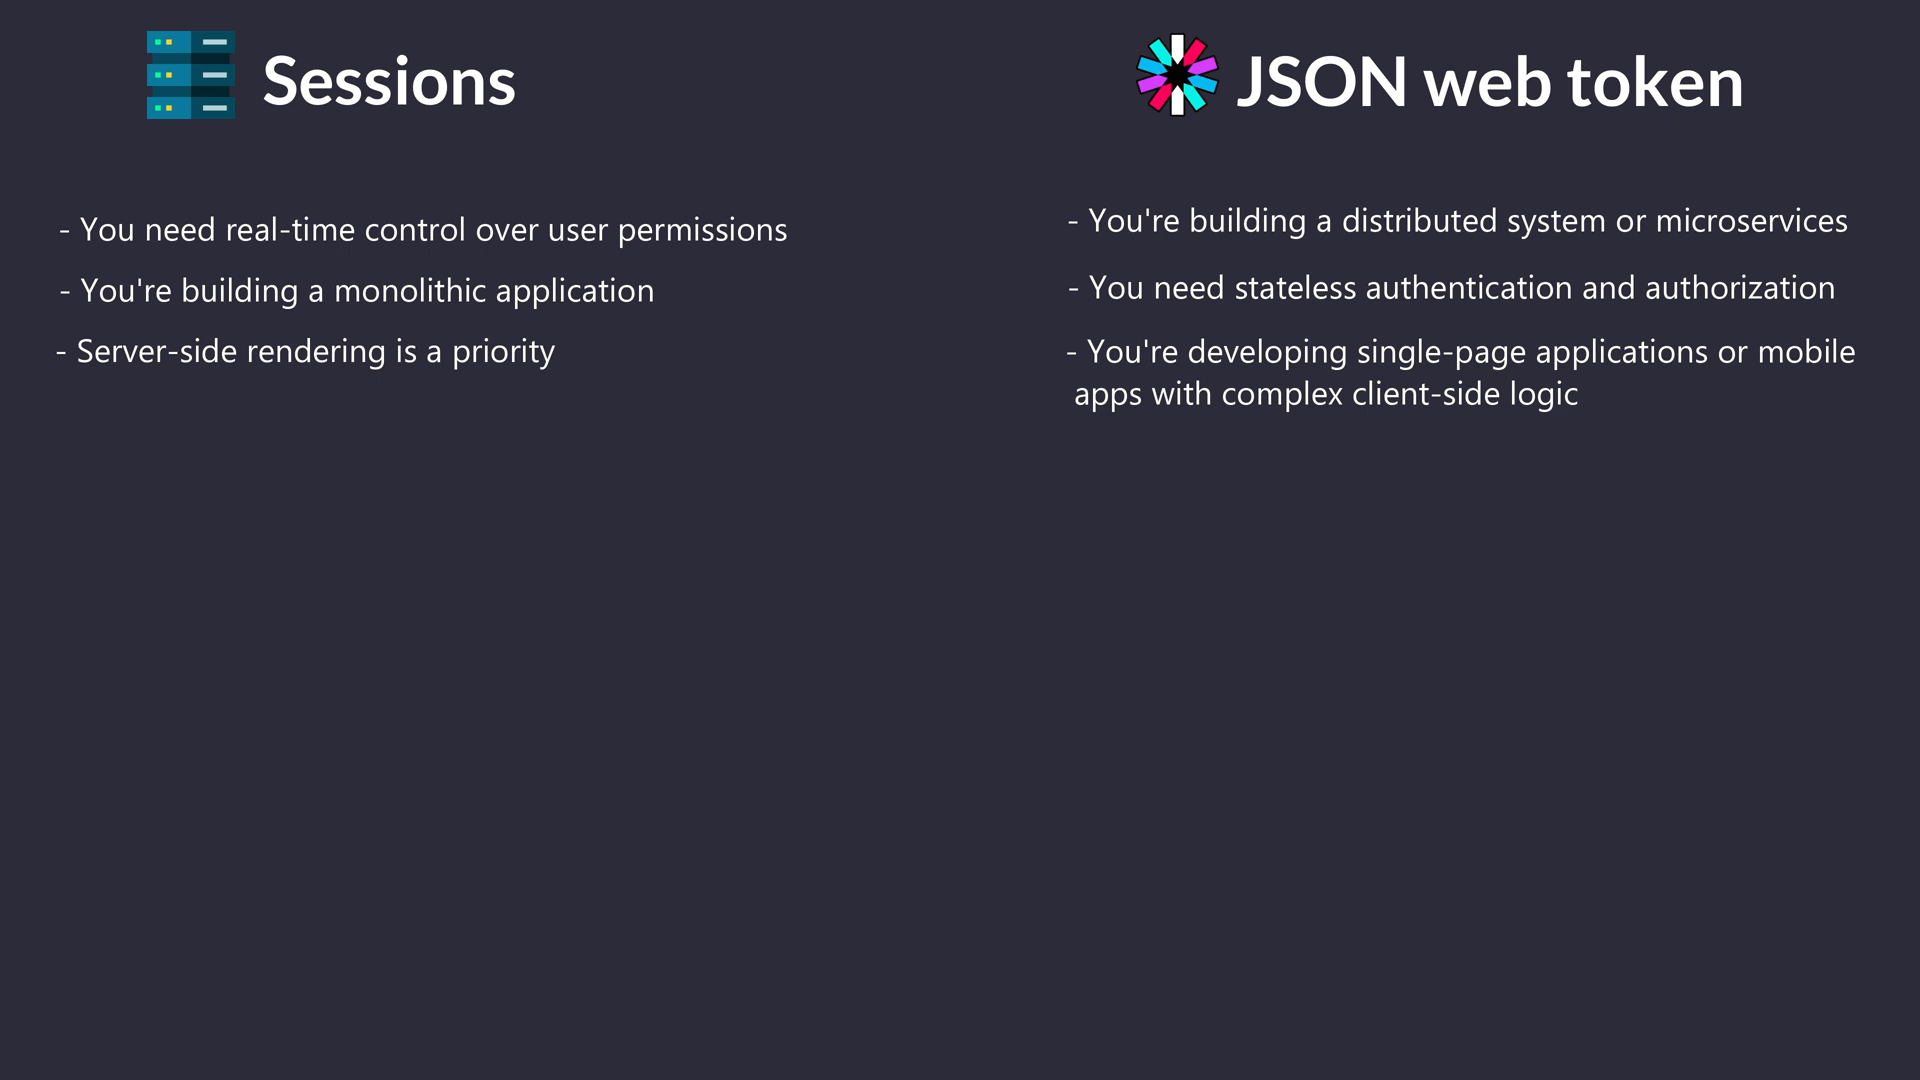 Sessions
- You need real-time control over user permissions
- You're building a monolithic application
- Server-side rendering is a priority
JSON web token
- You're building a distributed system or microservices
- You need stateless authentication and authorization
- You're developing single-page applications or mobile
apps with complex client-side logic